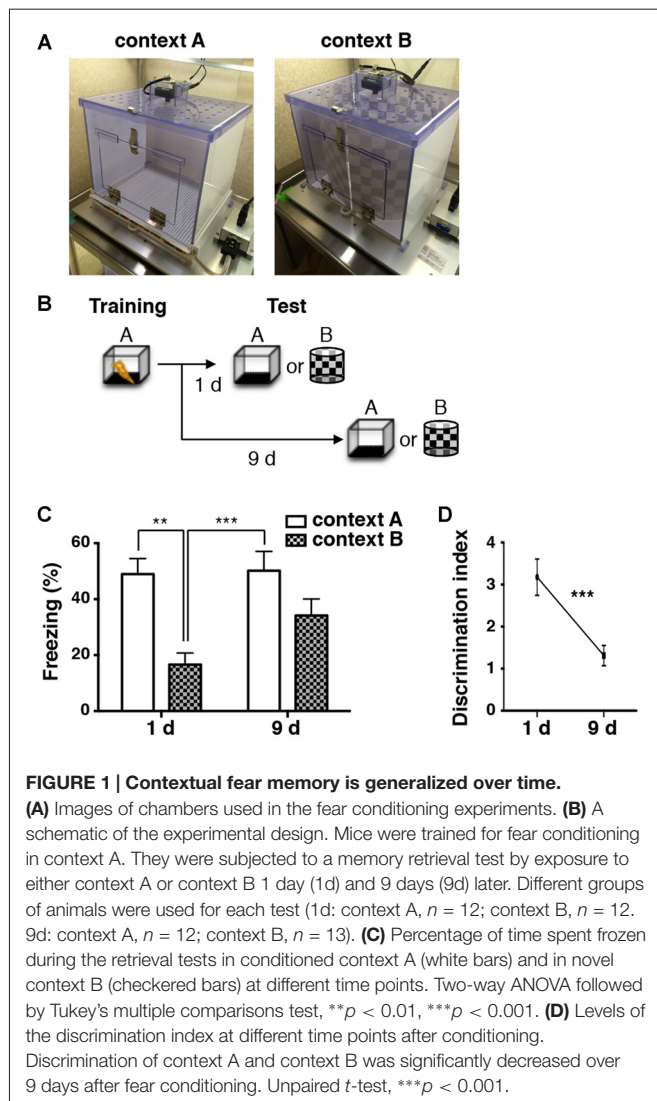 A
context A
context B
B
Training
Test
A
A
B
or
1 d
A
B
or
9 d
C
** ***
context A
context B
60
40
20
0
Freezing (%)
1 d
9 d
D
4
3
2
1
0
Discrimination index
***
1 d
9 d
FIGURE 1 | Contextual fear memory is generalized over time.
(A) Images of chambers used in the fear conditioning experiments. (B) A
schematic of the experimental design. Mice were trained for fear conditioning
in context A. They were subjected to a memory retrieval test by exposure to
either context A or context B 1 day (1d) and 9 days (9d) later. Different groups
of animals were used for each test (1d: context A, n = 12; context B, n = 12.
9d: context A, n = 12; context B, n = 13). (C) Percentage of time spent frozen
during the retrieval tests in conditioned context A (white bars) and in novel
context B (checkered bars) at different time points. Two-way ANOVA followed
by Tukey's multiple comparisons test, **p < 0.01, ***p < 0.001. (D) Levels of
the discrimination index at different time points after conditioning.
Discrimination of context A and context B was significantly decreased over
9 days after fear conditioning. Unpaired t-test, ***p < 0.001.